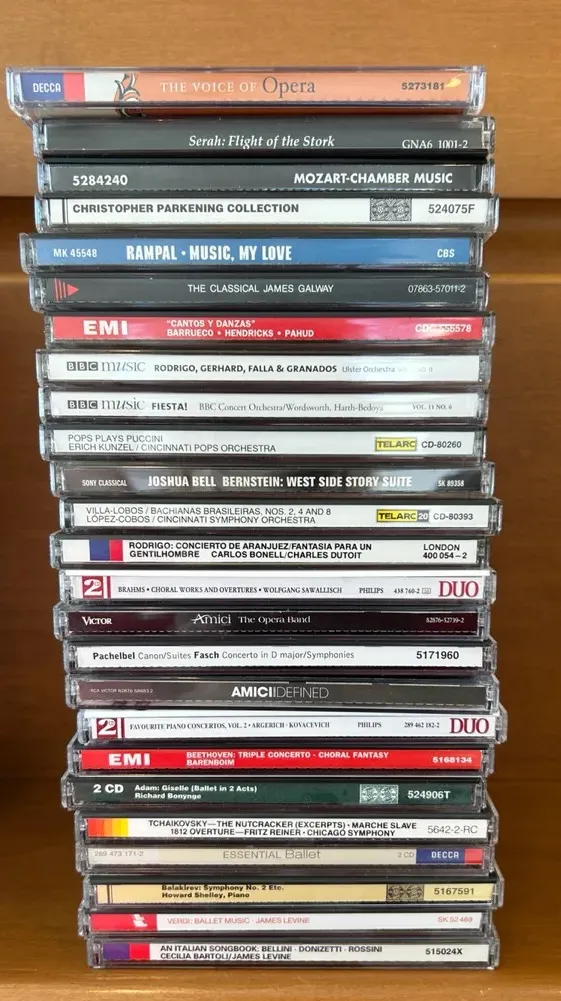 DECCA THE VOICE OF Opera 5273181
Serah: Flight of the Stork GNA6 1001-2
5284240 MOZART-CHAMBER MUSIC
CHRISTOPHER PARKENING COLLECTION 524075F
MK 45548 RAMPAL • MUSIC, MY LOVE CBS
THE CLASSICAL JAMES GALWAY 07863-57011-2
EMI "CANTOS Y DANZAS"
BARRUECO • HENDRICKS • PAHUD
BBC music RODRIGO, GERHARD, FALLA & GRANADOS Ulster Orchestra
BBC music FIESTA! BBC Concert Orchestra/Wordsworth, Harth-Bedoya VOL. 11 NO. 6
POPS PLAYS PUCCINI
ERICH KUNZEL / CINCINNATI POPS ORCHESTRA TELARC CD-80260
SONY CLASSICAL JOSHUA BELL BERNSTEIN: WEST SIDE STORY SUITE SK 89358
VILLA-LOBOS / BACHIANAS BRASILEIRAS, NOS. 2, 4 AND 8
LÓPEZ-COBOS / CINCINNATI SYMPHONY ORCHESTRA TELARC 20 CD-80393
RODRIGO: CONCIERTO DE ARANJUEZ/FANTASIA PARA UN LONDON
GENTILHOMBRE CARLOS BONELL/CHARLES DUTOIT 400 054-2
2 BRAHMS • CHORAL WORKS AND OVERTURES • WOLFGANG SAWALLISCH PHILIPS 438 760-2 DUO
VICTOR Amici The Opera Band 82876-52739-2
Pachelbel Canon/Suites Fasch Concerto in D major/Symphonies 5171960
RCA VICTOR AMICI|DEFINED
2 FAVOURITE PIANO CONCERTOS, VOL. 2 • ARGERICH · KOVACEVICH PHILIPS 289 462 182-2 DUO
EMI BEETHOVEN: TRIPLE CONCERTO - CHORAL FANTASY
BARENBOIM 5168134
2 CD Adam: Giselle (Ballet in 2 Acts)
Richard Bonynge 524906T
TCHAIKOVSKY—THE NUTCRACKER (EXCERPTS) · MARCHE SLAVE
1812 OVERTURE—FRITZ REINER · CHICAGO SYMPHONY 5642-2-RC
289 473 171-2 ESSENTIAL Ballet 2 CD DECCA
Balakirev: Symphony No. 2 Etc.
Howard Shelley, Piano 5167591
VERDI: BALLET MUSIC · JAMES LEVINE SK 52489
AN ITALIAN SONGBOOK: BELLINI · DONIZETTI · ROSSINI
CECILIA BARTOLI/JAMES LEVINE 515024X